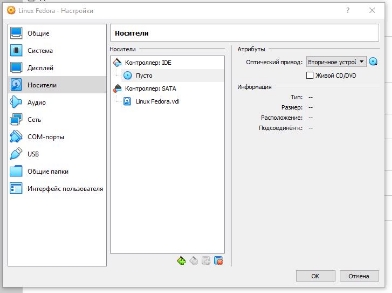 Linux Fedora - Настройки
Общие
Система
Дисплей
Носители
Аудио
Сеть
COM-порты
USB
Общие папки
Интерфейс пользователя
Носители
Носители
Контроллер: IDE
Пусто
Контроллер: SATA
Linux Fedora.vdi
Атрибуты
Оптический привод: Вторичное устрой
Живой CD/DVD
Информация
Тип: --
Размер: --
Расположение: --
Подсоединён к: --
OK
Отмена